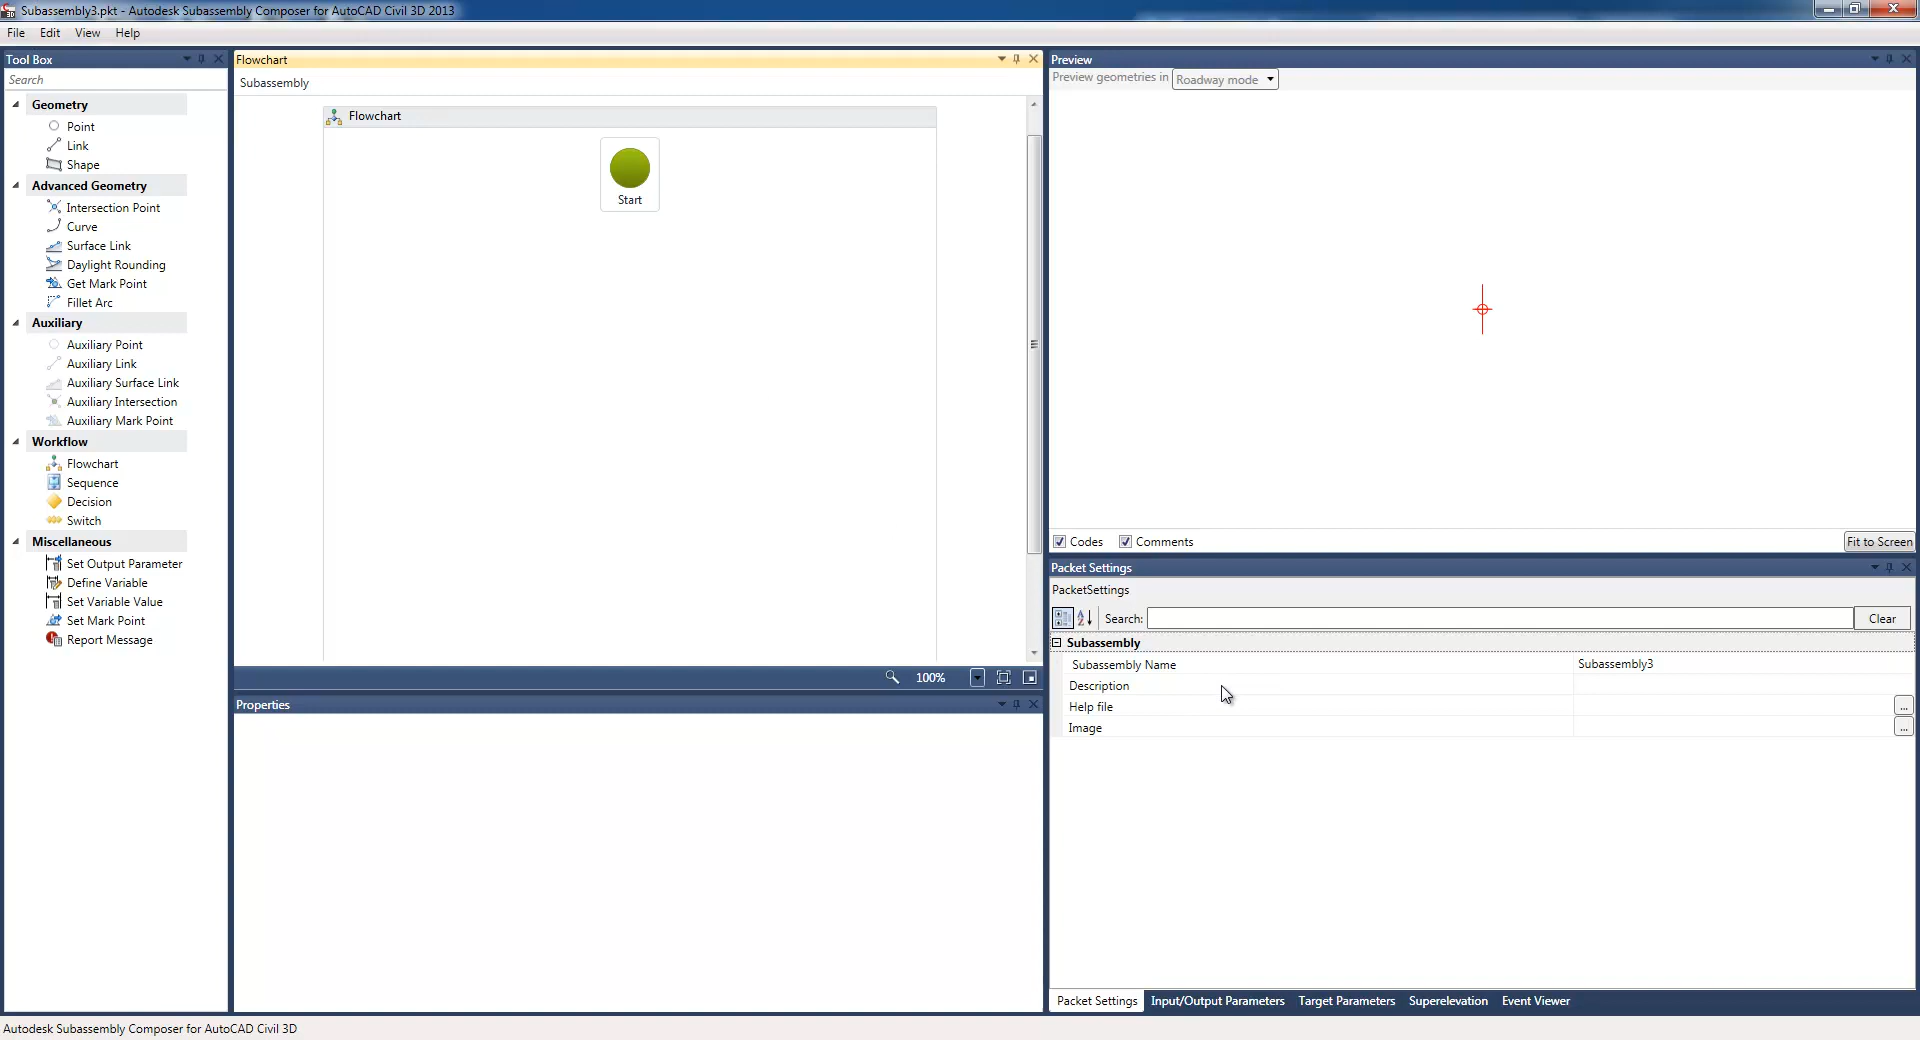 Subassembly3.pkt - Autodesk Subassembly Composer for AutoCAD Civil 3D 2013
File Edit View Help
Tool Box
Search
Geometry
Point
Link
Shape
Advanced Geometry
Intersection Point
Curve
Surface Link
Daylight Rounding
Get Mark Point
Fillet Arc
Auxiliary
Auxiliary Point
Auxiliary Link
Auxiliary Surface Link
Auxiliary Intersection
Auxiliary Mark Point
Workflow
Flowchart
Sequence
Decision
Switch
Miscellaneous
Set Output Parameter
Define Variable
Set Variable Value
Set Mark Point
Report Message
Flowchart
Subassembly
Flowchart
Start
100%
Properties
Preview
Preview geometries in Roadway mode
Codes Comments Fit to Screen
Packet Settings
PacketSettings
Search: Clear
Subassembly
Subassembly Name Subassembly3
Description
Help file ...
Image ...
Packet Settings Input/Output Parameters Target Parameters Superelevation Event Viewer
Autodesk Subassembly Composer for AutoCAD Civil 3D